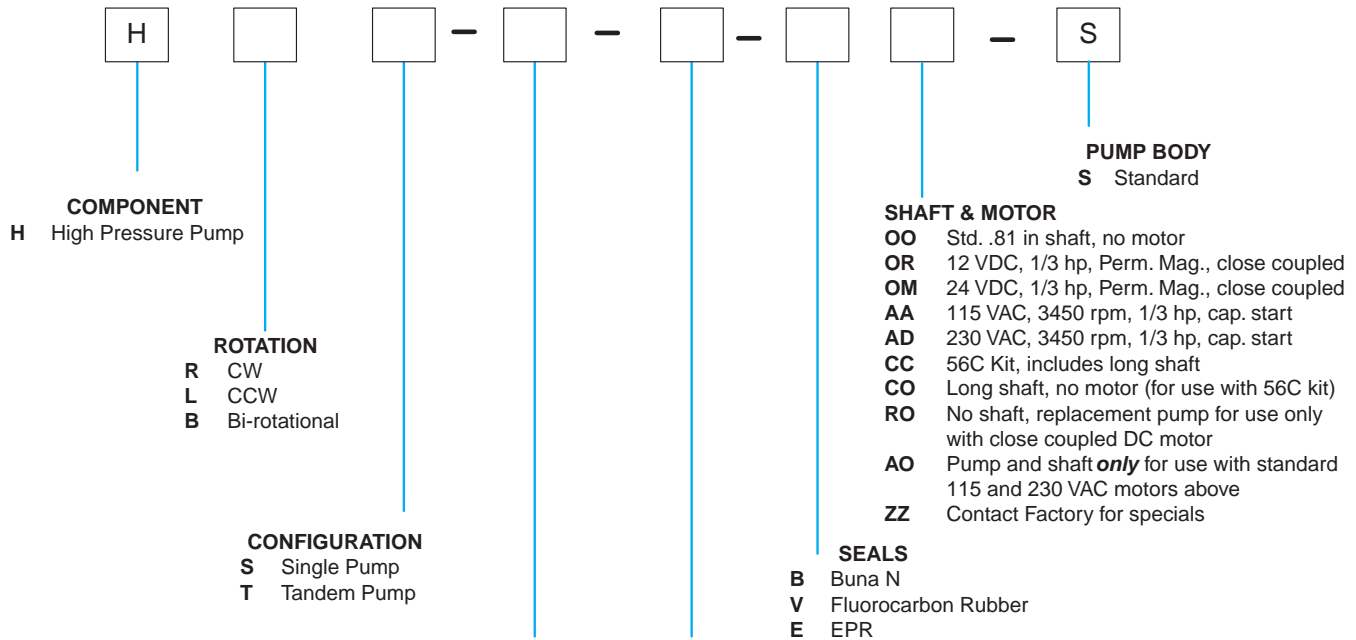 H – – – – S
PUMP BODY
S Standard
COMPONENT
H High Pressure Pump
SHAFT & MOTOR
OO Std. .81 in shaft, no motor
OR 12 VDC, 1/3 hp, Perm. Mag., close coupled
OM 24 VDC, 1/3 hp, Perm. Mag., close coupled
AA 115 VAC, 3450 rpm, 1/3 hp, cap. start
AD 230 VAC, 3450 rpm, 1/3 hp, cap. start
CC 56C Kit, includes long shaft
CO Long shaft, no motor (for use with 56C kit)
RO No shaft, replacement pump for use only
with close coupled DC motor
AO Pump and shaft only for use with standard
115 and 230 VAC motors above
ZZ Contact Factory for specials
ROTATION
R CW
L CCW
B Bi-rotational
CONFIGURATION
S Single Pump
T Tandem Pump
SEALS
B Buna N
V Fluorocarbon Rubber
E EPR